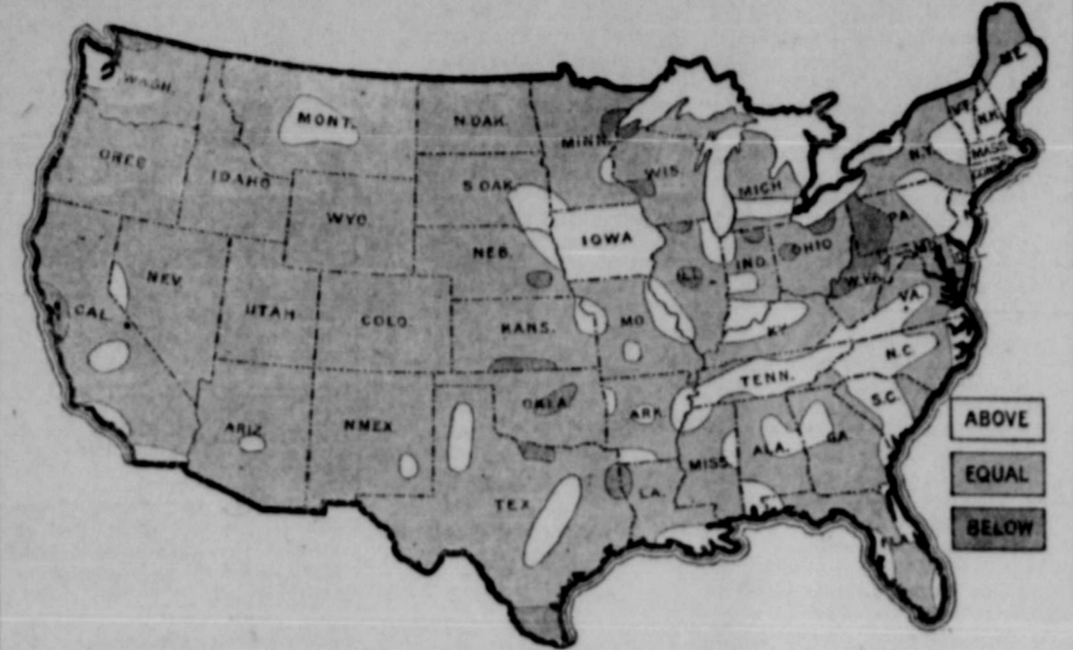 WASH.
MONT.
N.DAK.
MINN.
ME.
VT.
N.H.
OREG
IDAHO
S.DAK.
WIS.
MICH
N.Y.
MASS
CONN.
WYO.
IOWA
PA.
NEB.
NEV.
ILL.
IND
OHIO
W.VA.
MD.
VA.
CAL.
UTAH
COLO.
KANS.
MO
KY.
N.C.
TENN.
S.C.
ARIZ
N.MEX
OKLA.
ARK
MISS
ALA.
GA.
TEX
LA.
FLA.
ABOVE
EQUAL
BELOW